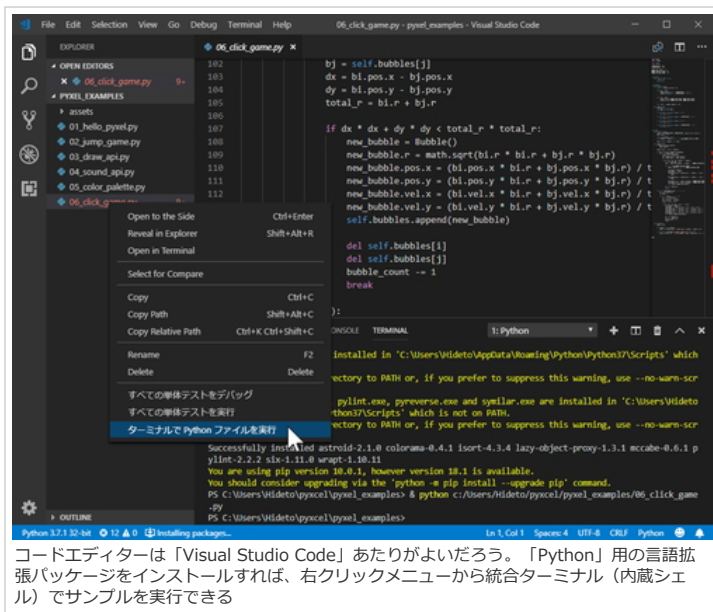 File Edit Selection View Go Debug Terminal Help 06_click_game.py - pyxel_examples - Visual Studio Code
EXPLORER
OPEN EDITORS
06_click_game.py 9+
PYXEL_EXAMPLES
assets
01_hello_pyxel.py
02_jump_game.py
03_draw_api.py
04_sound_api.py
05_color_palette.py
06_click_game.py 9+
06_click_game.py
102 bj = self.bubbles[j]
103 dx = bi.pos.x - bj.pos.x
104 dy = bi.pos.y - bj.pos.y
105 total_r = bi.r + bj.r
106
107 if dx * dx + dy * dy < total_r * total_r:
108 new_bubble = Bubble()
109 new_bubble.r = math.sqrt(bi.r * bi.r + bj.r * bj.r)
110 new_bubble.pos.x = (bi.pos.x * bi.r + bj.pos.x * bj.r) / t
111 new_bubble.pos.y = (bi.pos.y * bi.r + bj.pos.y * bj.r) / t
112 new_bubble.vel.x = (bi.vel.x * bi.r + bj.vel.x * bj.r) / t
new_bubble.vel.y = (bi.vel.y * bi.r + bj.vel.y * bj.r) / t
self.bubbles.append(new_bubble)
del self.bubbles[i]
del self.bubbles[j]
bubble_count -= 1
break
):
Open to the Side Ctrl+Enter
Reveal in Explorer Shift+Alt+R
Open in Terminal
Select for Compare
Copy Ctrl+C
Copy Path Shift+Alt+C
Copy Relative Path Ctrl+K Ctrl+Shift+C
Rename F2
Delete Delete
すべての単体テストをデバッグ
すべての単体テストを実行
ターミナルで Python ファイルを実行
ONSOLE TERMINAL 1: Python
installed in 'C:\Users\Hideto\AppData\Roaming\Python\Python37\Scripts' which
rectory to PATH or, if you prefer to suppress this warning, use --no-warn-scr
pylint.exe, pyreverse.exe and symilar.exe are installed in 'C:\Users\Hideto
thon37\Scripts' which is not on PATH.
rectory to PATH or, if you prefer to suppress this warning, use --no-warn-scr
Successfully installed astroid-2.1.0 colorama-0.4.1 isort-4.3.4 lazy-object-proxy-1.3.1 mccabe-0.6.1 p
ylint-2.2.2 six-1.11.0 wrapt-1.10.11
You are using pip version 10.0.1, however version 18.1 is available.
You should consider upgrading via the 'python -m pip install --upgrade pip' command.
PS C:\Users\Hideto\pyxcel\pyxel_examples> & python c:/Users/Hideto/pyxcel/pyxel_examples/06_click_game
.py
PS C:\Users\Hideto\pyxcel\pyxel_examples>
OUTLINE
Python 3.7.1 32-bit 12 0 Installing packages... Ln 1, Col 1 Spaces: 4 UTF-8 CRLF Python
コードエディターは「Visual Studio Code」あたりがよいだろう。「Python」用の言語拡
張パッケージをインストールすれば、右クリックメニューから統合ターミナル（内蔵シェ
ル）でサンプルを実行できる